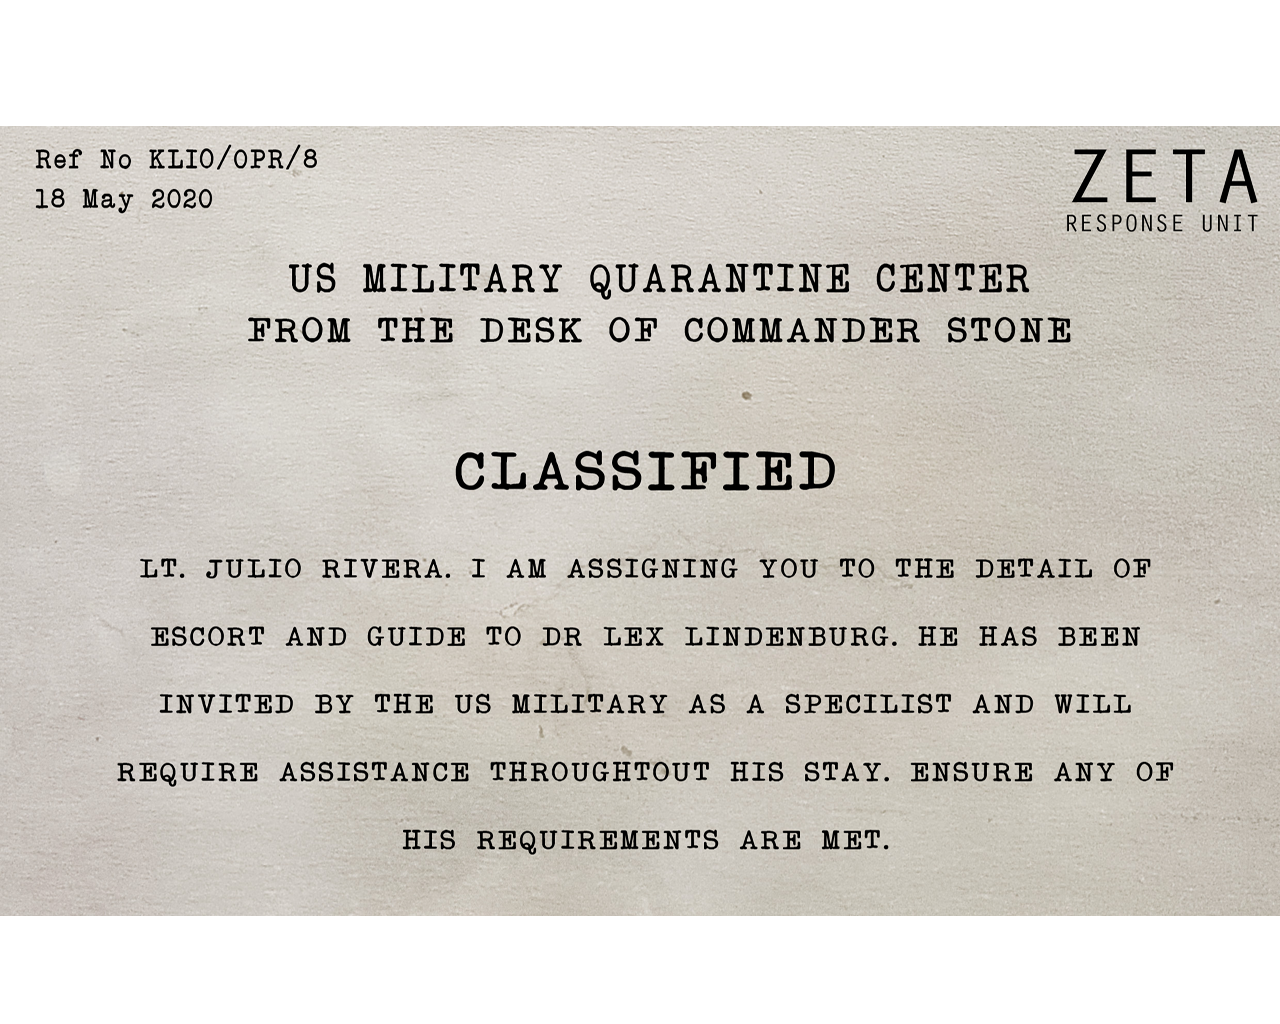 Ref No KLIO/OPR/8
18 May 2020
ZETA
RESPONSE UNIT
US MILITARY QUARANTINE CENTER
FROM THE DESK OF COMMANDER STONE
CLASSIFIED
LT. JULIO RIVERA. I AM ASSIGNING YOU TO THE DETAIL OF
ESCORT AND GUIDE TO DR LEX LINDENBURG. HE HAS BEEN
INVITED BY THE US MILITARY AS A SPECILIST AND WILL
REQUIRE ASSISTANCE THROUGHTOUT HIS STAY. ENSURE ANY OF
HIS REQUIREMENTS ARE MET.